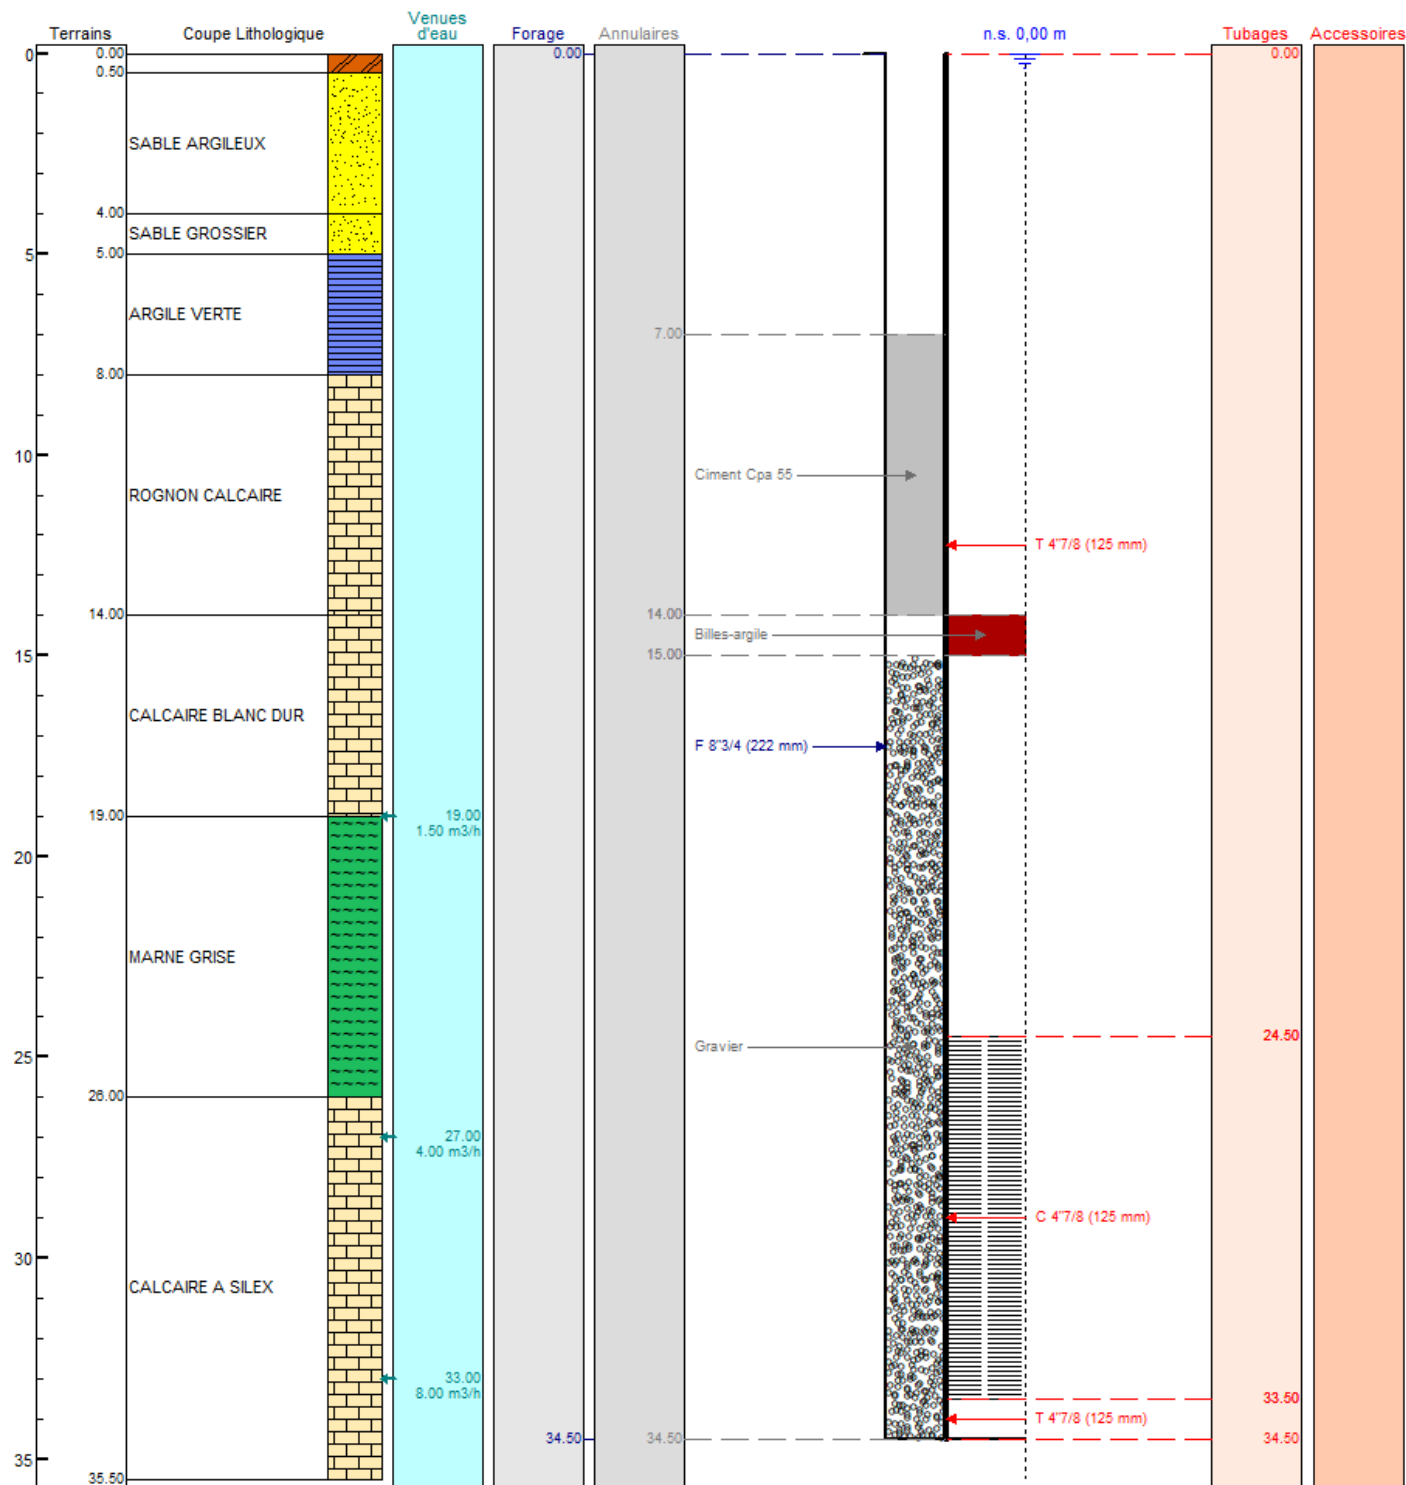 Terrains
Coupe Lithologique
Venues
d'eau
Forage
Annulaires
n.s. 0,00 m
Tubages
Accessoires
0
0.00
0.00
0.00
0.50
SABLE ARGILEUX
4.00
SABLE GROSSIER
5
5.00
ARGILE VERTE
7.00
8.00
10
Ciment Cpa 55
ROGNON CALCAIRE
T 4"7/8 (125 mm)
14.00
14.00
Billes-argile
15
15.00
CALCAIRE BLANC DUR
F 8"3/4 (222 mm)
19.00
19.00
1.50 m3/h
20
MARNE GRISE
24.50
Gravier
25
26.00
27.00
4.00 m3/h
C 4"7/8 (125 mm)
30
CALCAIRE A SILEX
33.00
8.00 m3/h
33.50
T 4"7/8 (125 mm)
34.50
34.50
34.50
35
35.50